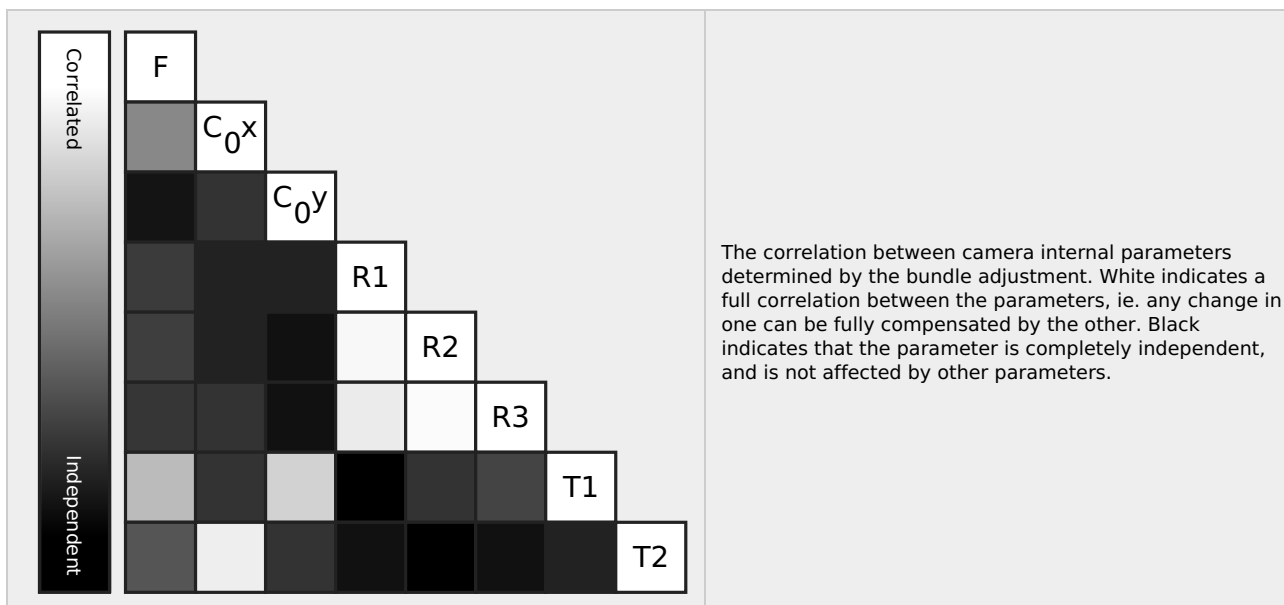 Correlated
Independent
F
C0x
C0y
R1
R2
R3
T1
T2
The correlation between camera internal parameters
determined by the bundle adjustment. White indicates a
full correlation between the parameters, ie. any change in
one can be fully compensated by the other. Black
indicates that the parameter is completely independent,
and is not affected by other parameters.